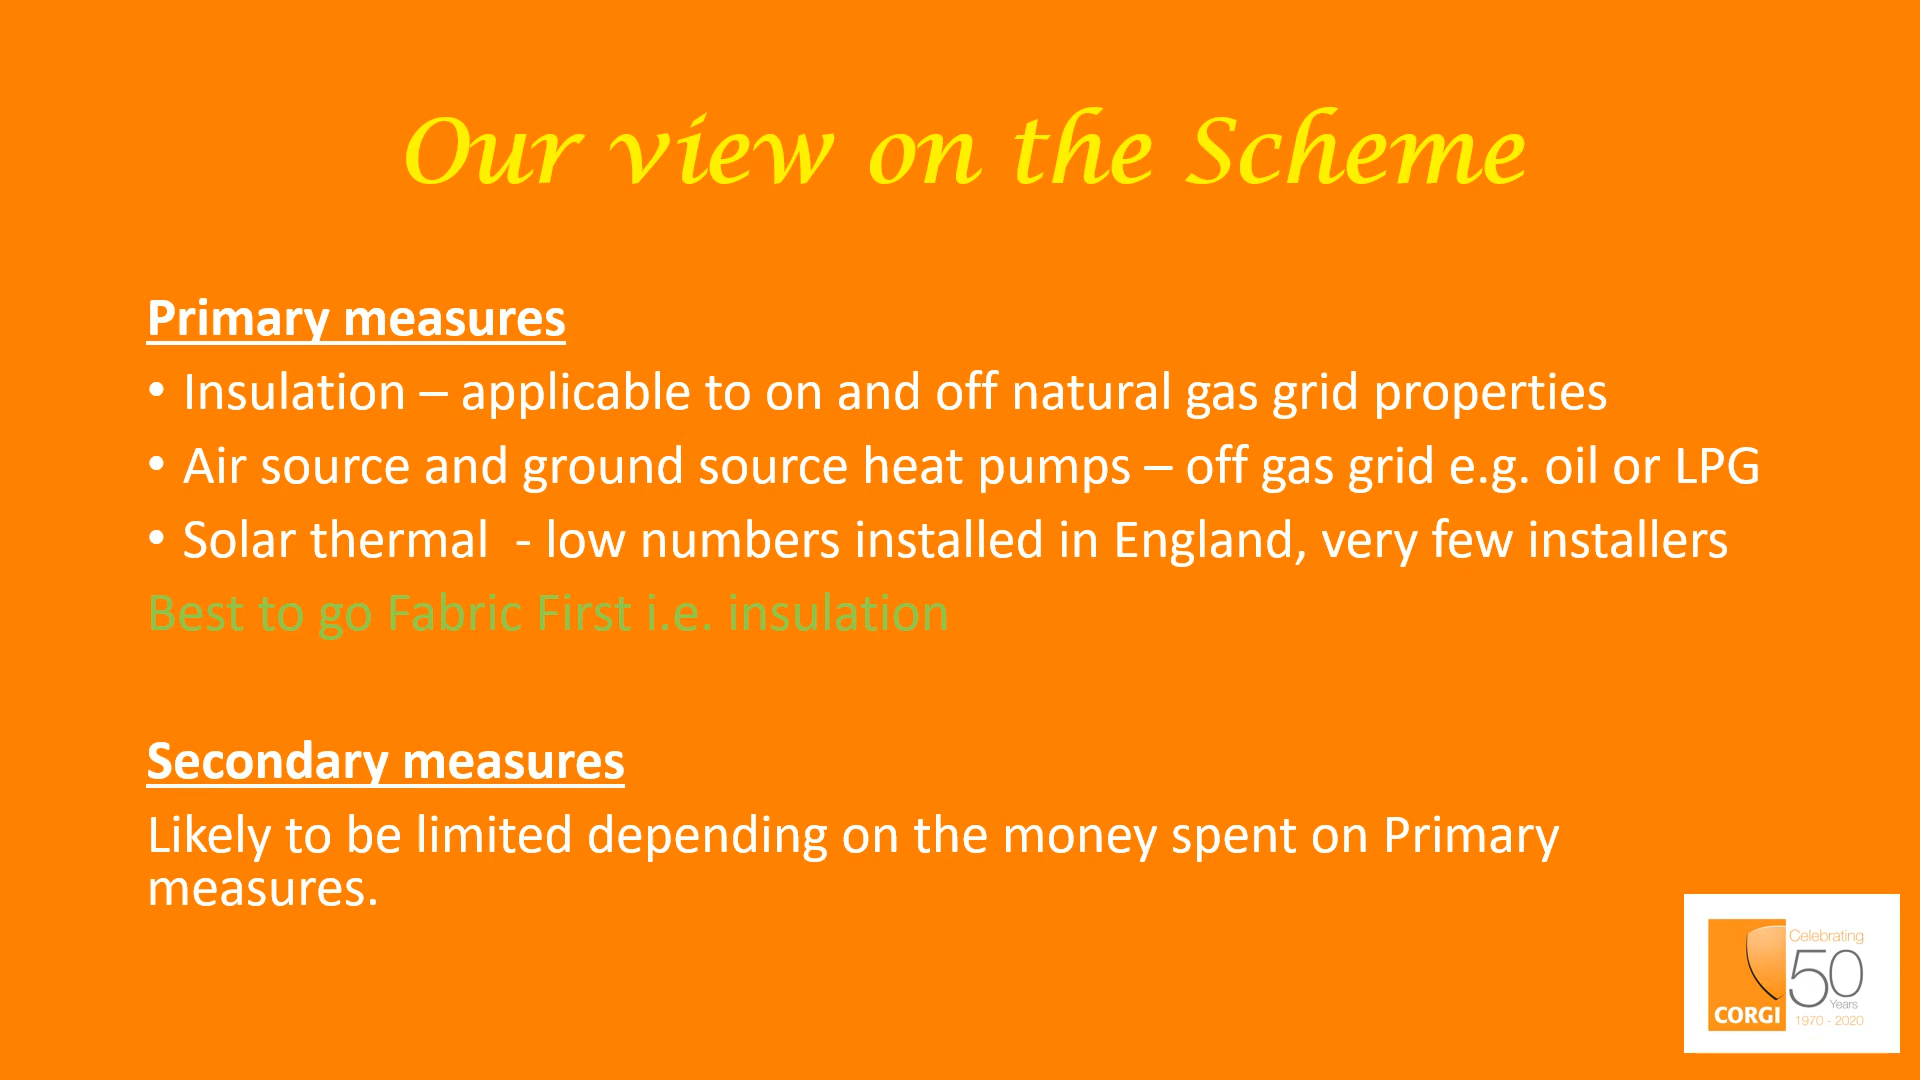 Our view on the Scheme
Primary measures
• Insulation – applicable to on and off natural gas grid properties
• Air source and ground source heat pumps – off gas grid e.g. oil or LPG
• Solar thermal  - low numbers installed in England, very few installers
Best to go Fabric First i.e. insulation
Secondary measures
Likely to be limited depending on the money spent on Primary
measures.
Celebrating
50
Years
CORGI
1970 - 2020